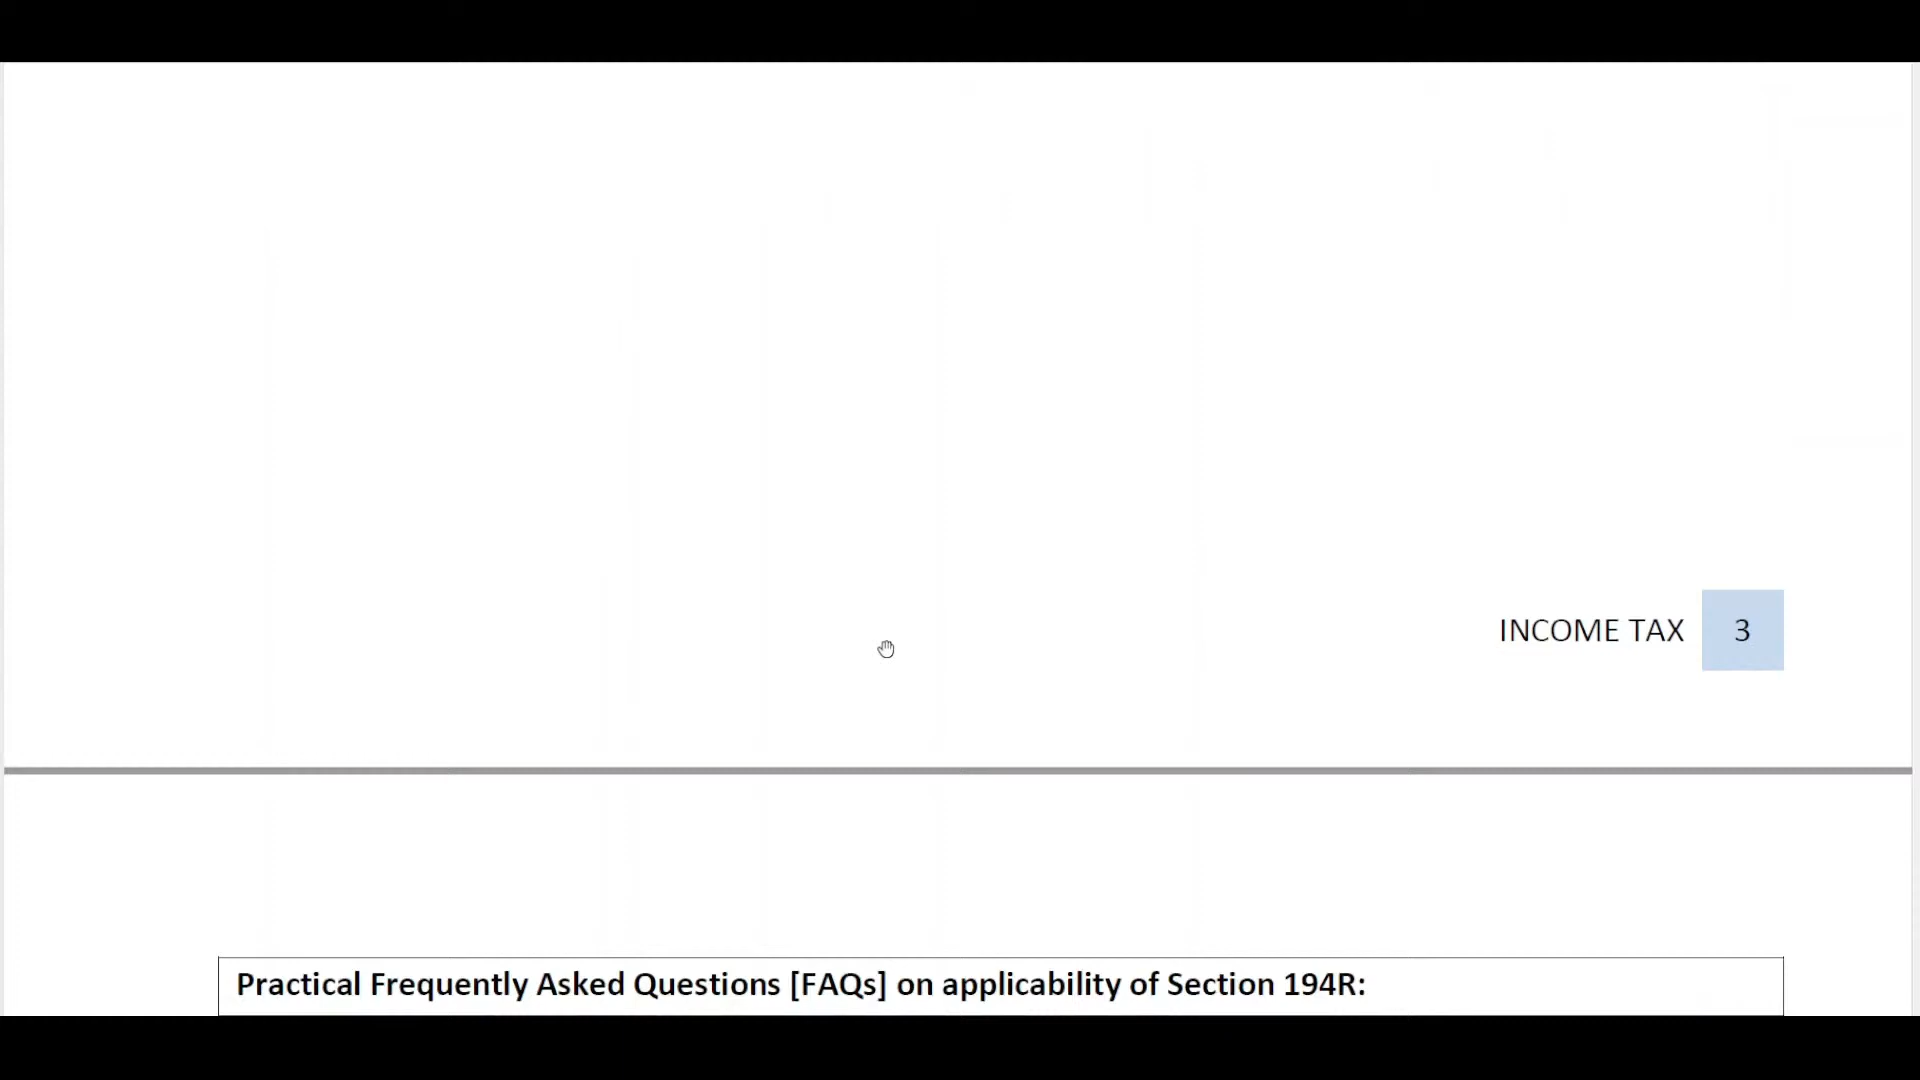 INCOME TAX 3
Practical Frequently Asked Questions [FAQs] on applicability of Section 194R: